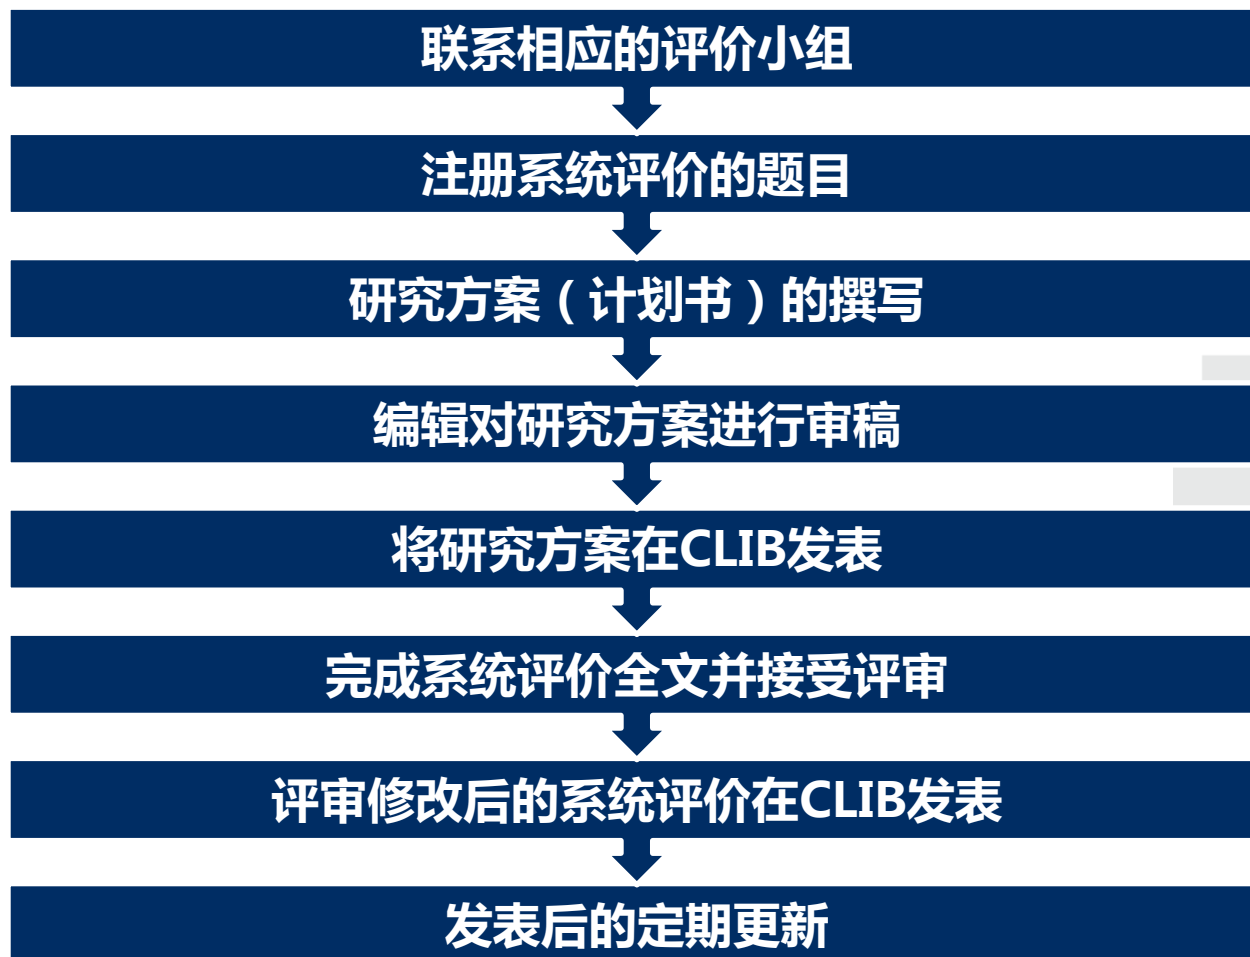 联系相应的评价小组
注册系统评价的题目
研究方案（计划书）的撰写
编辑对研究方案进行审稿
将研究方案在CLIB发表
完成系统评价全文并接受评审
评审修改后的系统评价在CLIB发表
发表后的定期更新